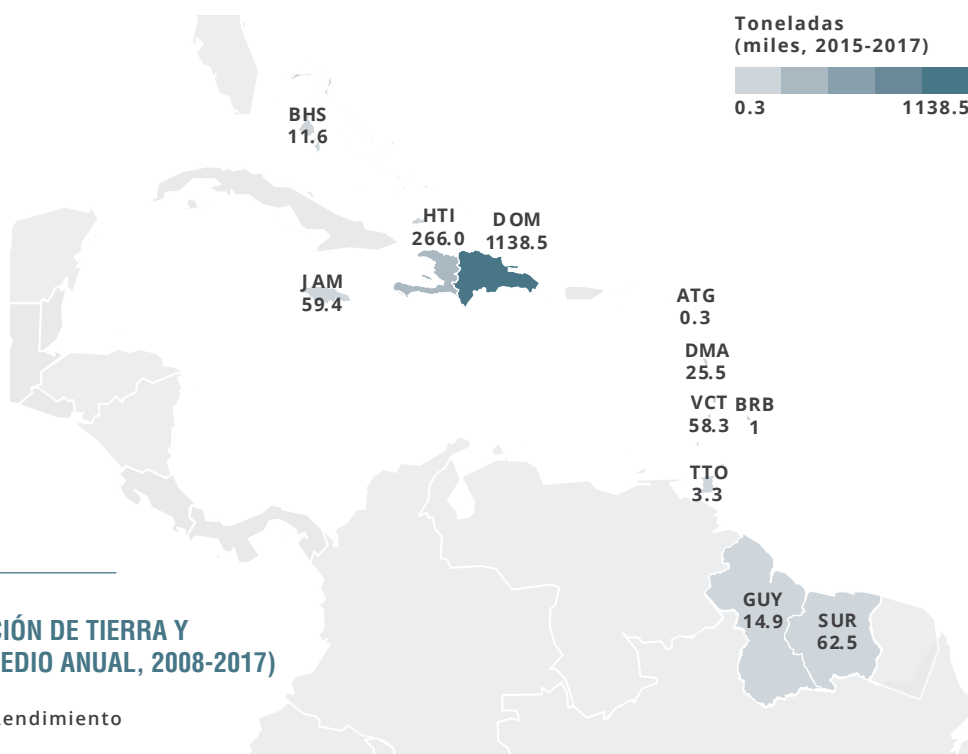 Toneladas
(miles, 2015-2017)
0.3 1138.5
BHS
11.6
HTI
266.0
DOM
1138.5
JAM
59.4
ATG
0.3
DMA
25.5
VCT
58.3
BRB
1
TTO
3.3
GUY
14.9
SUR
62.5
CIÓN DE TIERRA Y
EDIO ANUAL, 2008-2017)
endimiento